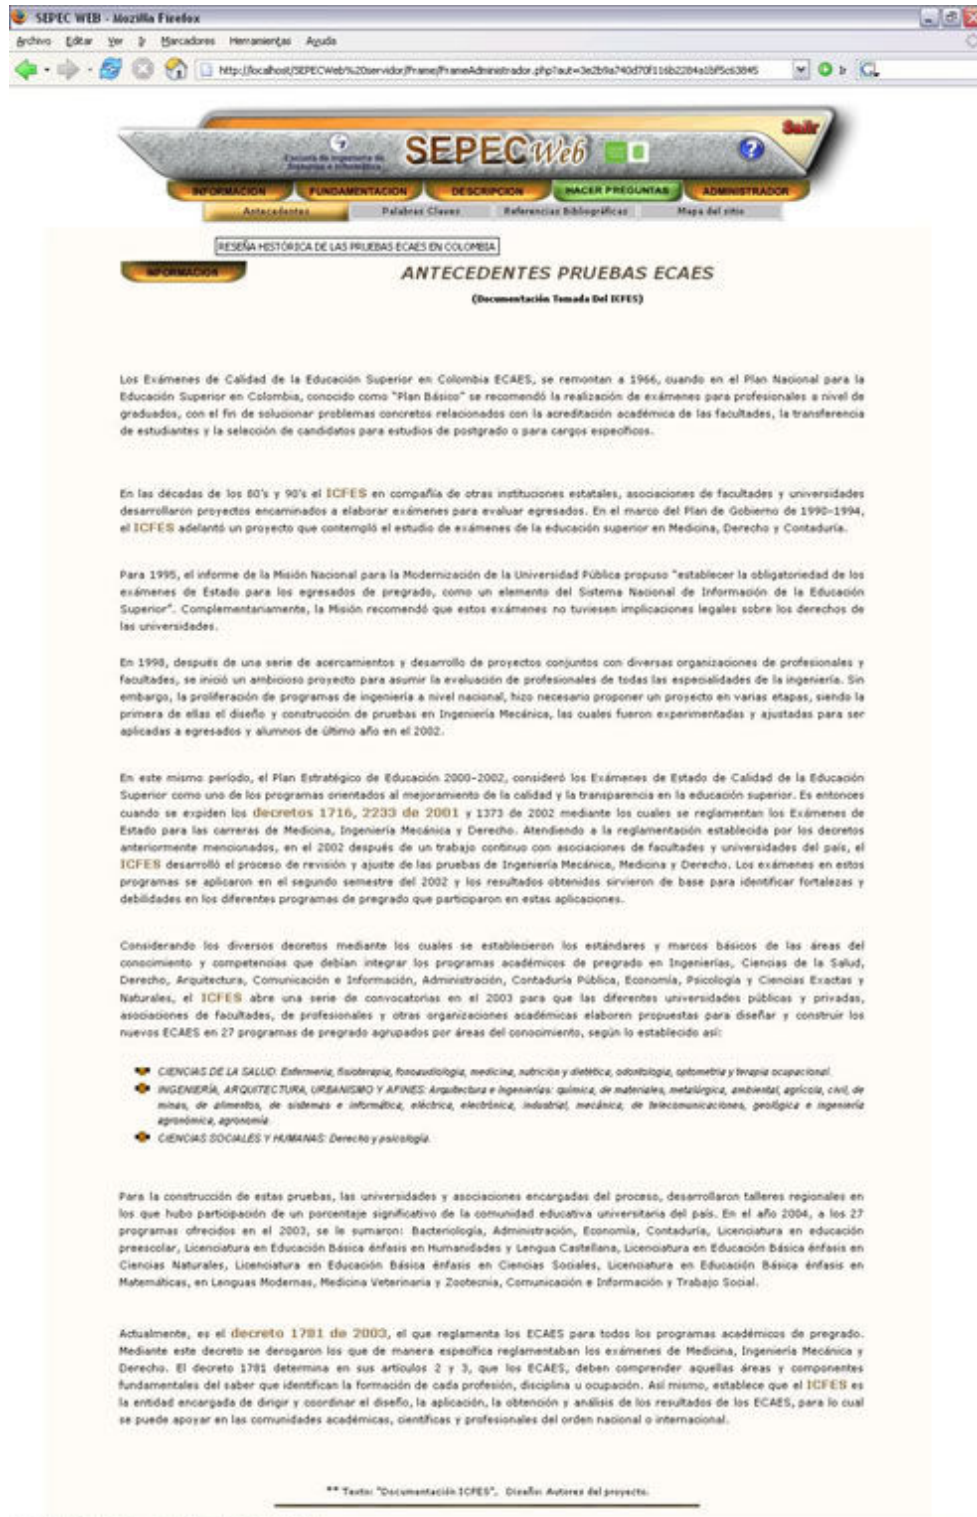 SEPEC WEB - Mozilla Firefox
Archivo Editar Ver Ir Marcadores Herramientas Ayuda
http://localhost/SEPECWeb%20servidor/Frame/FrameAdministrador.php?aut=
Ir
Salir
Escuela de Ingeniería de
Sistemas e Informática
SEPEC Web
INFORMACION FUNDAMENTACION DESCRIPCION HACER PREGUNTAS ADMINISTRADOR
Antecedentes Palabras Claves Referencias Bibliográficas Mapa del sitio
RESEÑA HISTÓRICA DE LAS PRUEBAS ECAES EN COLOMBIA
INFORMACION
ANTECEDENTES PRUEBAS ECAES
(Documentación Tomada Del ICFES)
Los Exámenes de Calidad de la Educación Superior en Colombia ECAES, se remontan a 1966, cuando en el Plan Nacional para la
Educación Superior en Colombia, conocido como "Plan Básico" se recomendó la realización de exámenes para profesionales a nivel de
graduados, con el fin de solucionar problemas concretos relacionados con la acreditación académica de las facultades, la transferencia
de estudiantes y la selección de candidatos para estudios de postgrado o para cargos específicos.
En las décadas de los 80's y 90's el ICFES en compañía de otras instituciones estatales, asociaciones de facultades y universidades
desarrollaron proyectos encaminados a elaborar exámenes para evaluar egresados. En el marco del Plan de Gobierno de 1990-1994,
el ICFES adelantó un proyecto que contempló el estudio de exámenes de la educación superior en Medicina, Derecho y Contaduría.
Para 1995, el informe de la Misión Nacional para la Modernización de la Universidad Pública propuso "establecer la obligatoriedad de los
exámenes de Estado para los egresados de pregrado, como un elemento del Sistema Nacional de Información de la Educación
Superior". Complementariamente, la Misión recomendó que estos exámenes no tuviesen implicaciones legales sobre los derechos de
las universidades.
En 1998, después de una serie de acercamientos y desarrollo de proyectos conjuntos con diversas organizaciones de profesionales y
facultades, se inició un ambicioso proyecto para asumir la evaluación de profesionales de todas las especialidades de la ingeniería. Sin
embargo, la proliferación de programas de ingeniería a nivel nacional, hizo necesario proponer un proyecto en varias etapas, siendo la
primera de ellas el diseño y construcción de pruebas en Ingeniería Mecánica, las cuales fueron experimentadas y ajustadas para ser
aplicadas a egresados y alumnos de último año en el 2002.
En este mismo período, el Plan Estratégico de Educación 2000-2002, consideró los Exámenes de Estado de Calidad de la Educación
Superior como uno de los programas orientados al mejoramiento de la calidad y la transparencia en la educación superior. Es entonces
cuando se expiden los decretos 1716, 2233 de 2001 y 1373 de 2002 mediante los cuales se reglamentan los Exámenes de
Estado para las carreras de Medicina, Ingeniería Mecánica y Derecho. Atendiendo a la reglamentación establecida por los decretos
anteriormente mencionados, en el 2002 después de un trabajo continuo con asociaciones de facultades y universidades del país, el
ICFES desarrolló el proceso de revisión y ajuste de las pruebas de Ingeniería Mecánica, Medicina y Derecho. Los exámenes en estos
programas se aplicaron en el segundo semestre del 2002 y los resultados obtenidos sirvieron de base para identificar fortalezas y
debilidades en los diferentes programas de pregrado que participaron en estas aplicaciones.
Considerando los diversos decretos mediante los cuales se establecieron los estándares y marcos básicos de las áreas del
conocimiento y competencias que debían integrar los programas académicos de pregrado en Ingenierías, Ciencias de la Salud,
Derecho, Arquitectura, Comunicación e Información, Administración, Contaduría Pública, Economía, Psicología y Ciencias Exactas y
Naturales, el ICFES abre una serie de convocatorias en el 2003 para que las diferentes universidades públicas y privadas,
asociaciones de facultades, de profesionales y otras organizaciones académicas elaboren propuestas para diseñar y construir los
nuevos ECAES en 27 programas de pregrado agrupados por áreas del conocimiento, según lo establecido así:
CIENCIAS DE LA SALUD: Enfermería, fisioterapia, fonoaudiología, medicina, nutrición y dietética, odontología, optometría y terapia ocupacional.
INGENIERÍA, ARQUITECTURA, URBANISMO Y AFINES: Arquitectura e ingenierías: química, de materiales, metalúrgica, ambiental, agrícola, civil, de
minas, de alimentos, de sistemas e informática, eléctrica, electrónica, industrial, mecánica, de telecomunicaciones, geológica e ingeniería
agronómica, agronomía.
CIENCIAS SOCIALES Y HUMANAS: Derecho y psicología.
Para la construcción de estas pruebas, las universidades y asociaciones encargadas del proceso, desarrollaron talleres regionales en
los que hubo participación de un porcentaje significativo de la comunidad educativa universitaria del país. En el año 2004, a los 27
programas ofrecidos en el 2003, se le sumaron: Bacteriología, Administración, Economía, Contaduría, Licenciatura en educación
preescolar, Licenciatura en Educación Básica énfasis en Humanidades y Lengua Castellana, Licenciatura en Educación Básica énfasis en
Ciencias Naturales, Licenciatura en Educación Básica énfasis en Ciencias Sociales, Licenciatura en Educación Básica énfasis en
Matemáticas, en Lenguas Modernas, Medicina Veterinaria y Zootecnia, Comunicación e Información y Trabajo Social.
Actualmente, es el decreto 1781 de 2003, el que reglamenta los ECAES para todos los programas académicos de pregrado.
Mediante este decreto se derogaron los que de manera específica reglamentaban los exámenes de Medicina, Ingeniería Mecánica y
Derecho. El decreto 1781 determina en sus artículos 2 y 3, que los ECAES, deben comprender aquellas áreas y componentes
fundamentales del saber que identifican la formación de cada profesión, disciplina u ocupación. Así mismo, establece que el ICFES es
la entidad encargada de dirigir y coordinar el diseño, la aplicación, la obtención y análisis de los resultados de los ECAES, para lo cual
se puede apoyar en las comunidades académicas, científicas y profesionales del orden nacional o internacional.
** Texto: "Documentación ICFES", Diseño: Autores del proyecto.